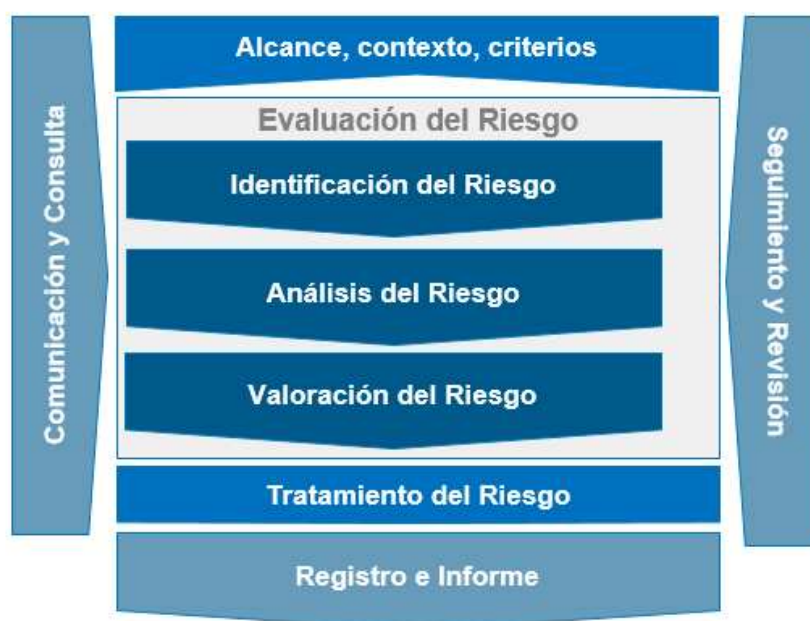 Alcance, contexto, criterios
Comunicación y Consulta
Evaluación del Riesgo
Identificación del Riesgo
Análisis del Riesgo
Valoración del Riesgo
Seguimiento y Revisión
Tratamiento del Riesgo
Registro e Informe